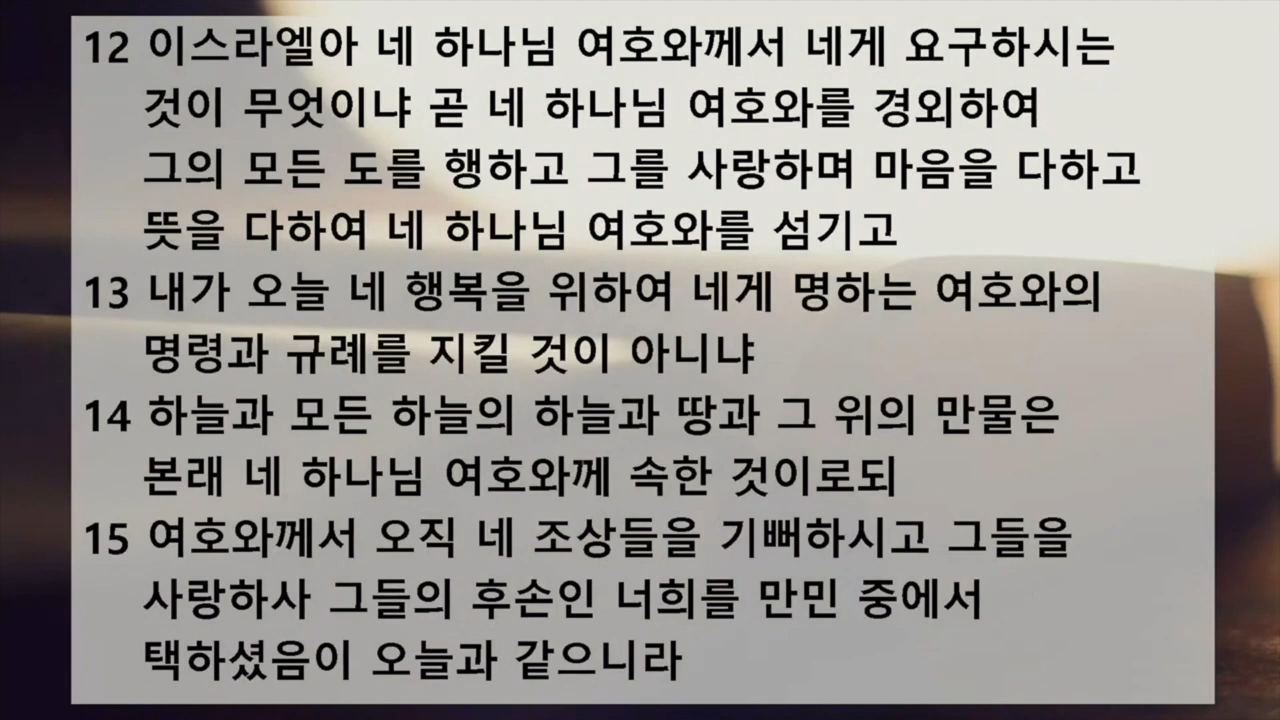 12 이스라엘아 네 하나님 여호와께서 네게 요구하시는
것이 무엇이냐 곧 네 하나님 여호와를 경외하여
그의 모든 도를 행하고 그를 사랑하며 마음을 다하고
뜻을 다하여 네 하나님 여호와를 섬기고
13 내가 오늘 네 행복을 위하여 네게 명하는 여호와의
명령과 규례를 지킬 것이 아니냐
14 하늘과 모든 하늘의 하늘과 땅과 그 위의 만물은
본래 네 하나님 여호와께 속한 것이로되
15 여호와께서 오직 네 조상들을 기뻐하시고 그들을
사랑하사 그들의 후손인 너희를 만민 중에서
택하셨음이 오늘과 같으니라